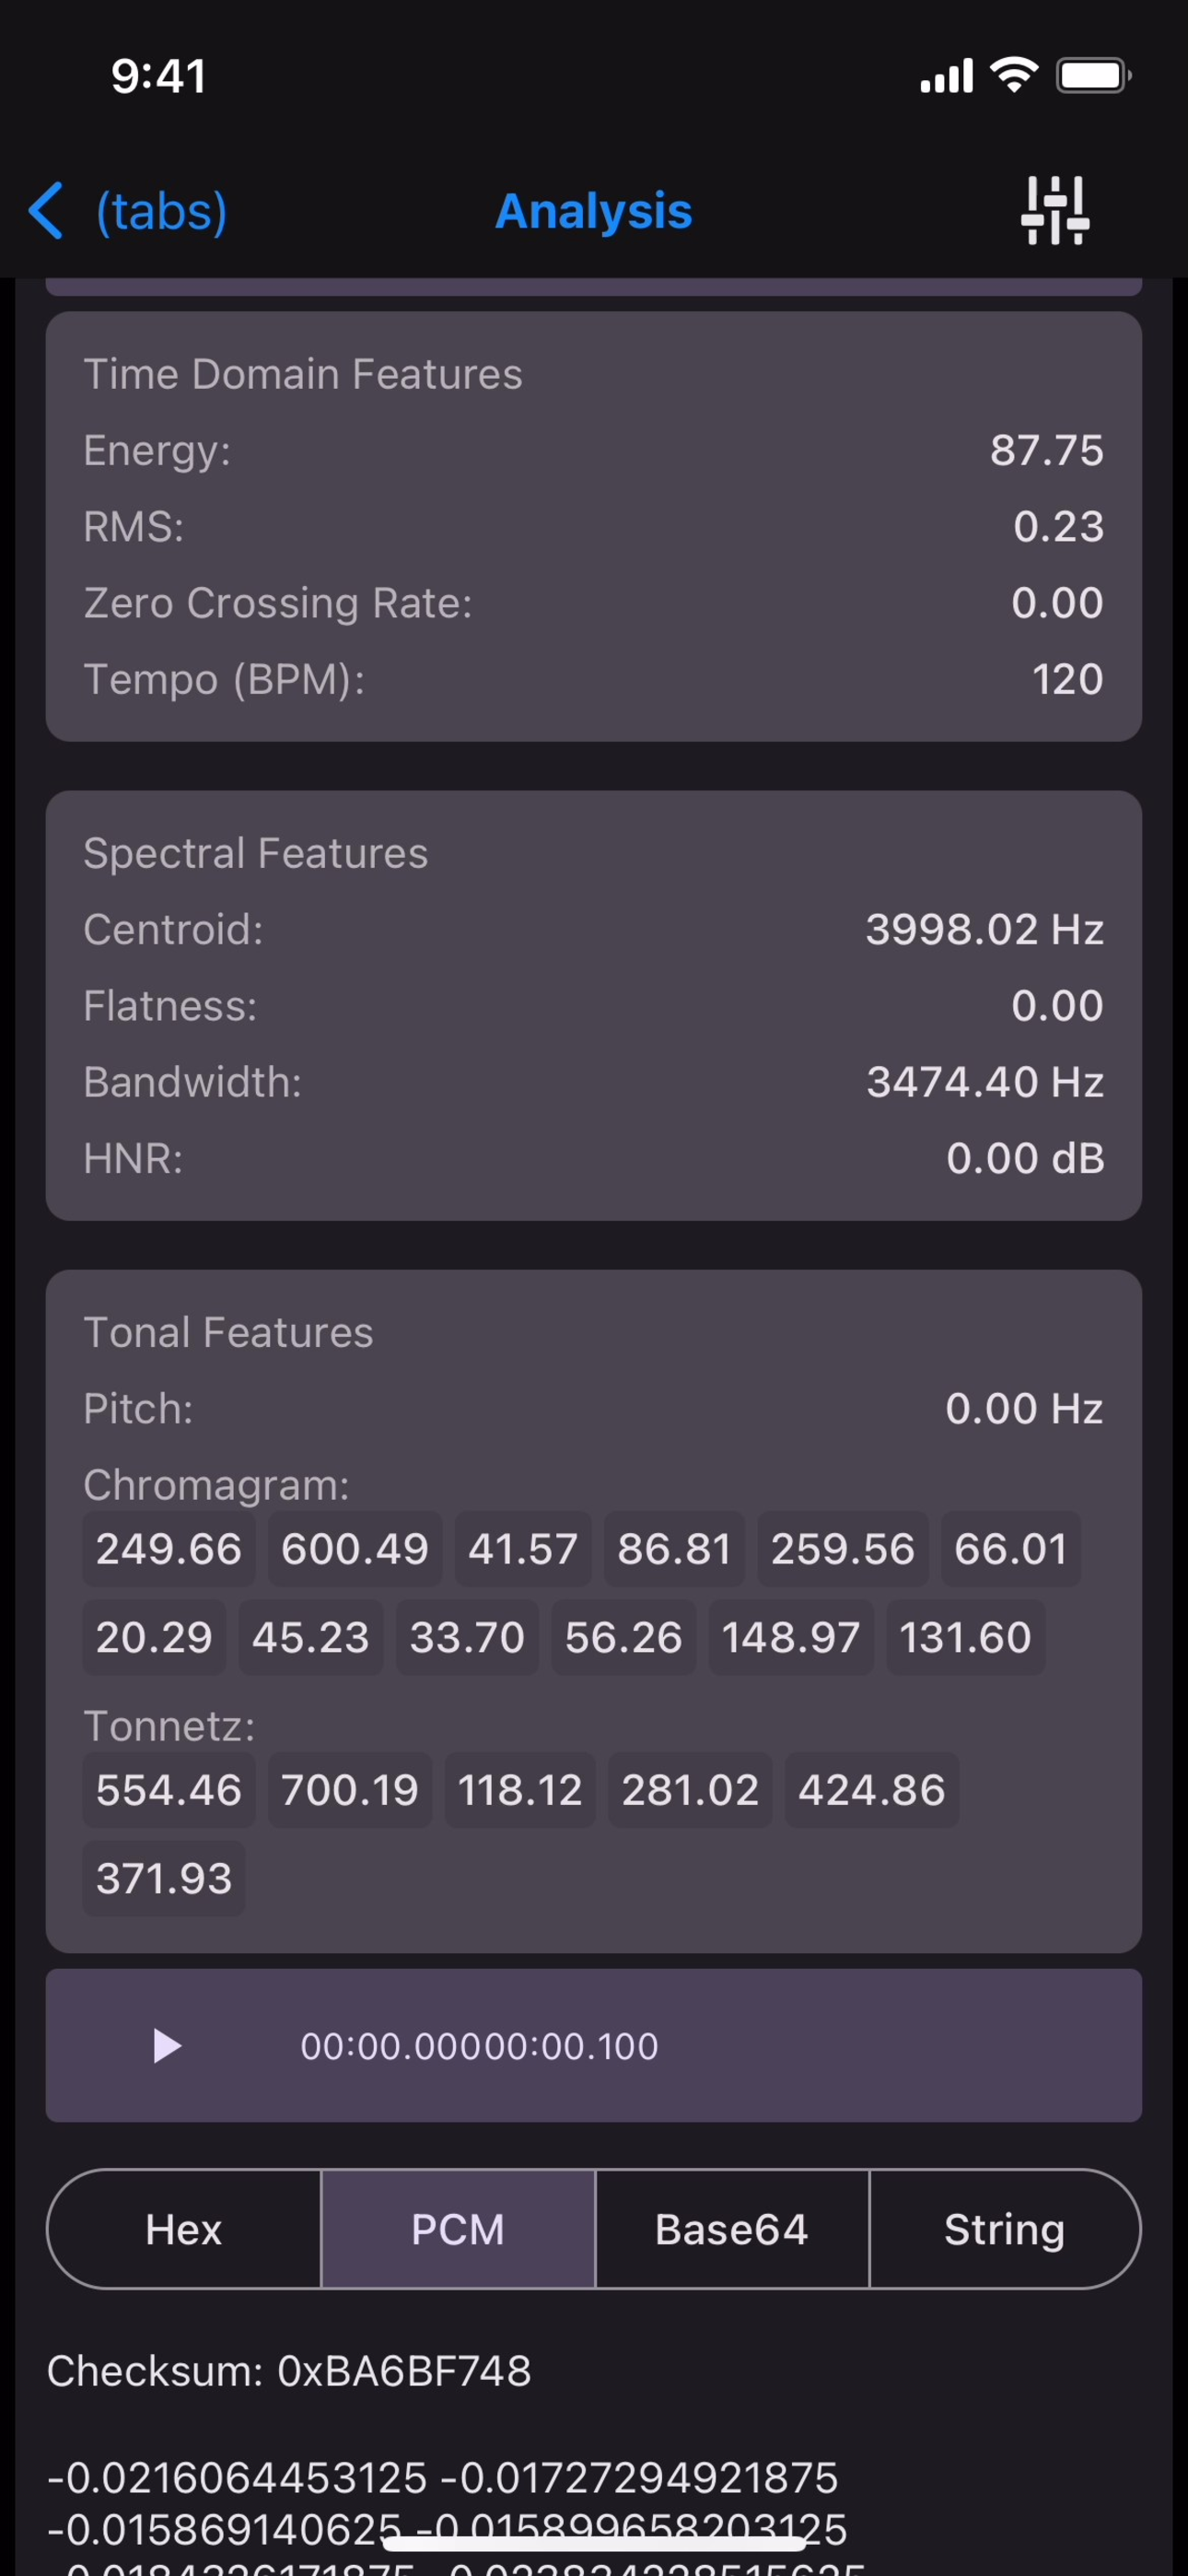 9:41
(tabs) Analysis
Time Domain Features
Energy: 87.75
RMS: 0.23
Zero Crossing Rate: 0.00
Tempo (BPM): 120
Spectral Features
Centroid: 3998.02 Hz
Flatness: 0.00
Bandwidth: 3474.40 Hz
HNR: 0.00 dB
Tonal Features
Pitch: 0.00 Hz
Chromagram:
249.66 600.49 41.57 86.81 259.56 66.01
20.29 45.23 33.70 56.26 148.97 131.60
Tonnetz:
554.46 700.19 118.12 281.02 424.86
371.93
00:00.00000:00.100
Hex PCM Base64 String
Checksum: 0xBA6BF748
-0.0216064453125 -0.01727294921875
-0.015869140625 -0.015899658203125